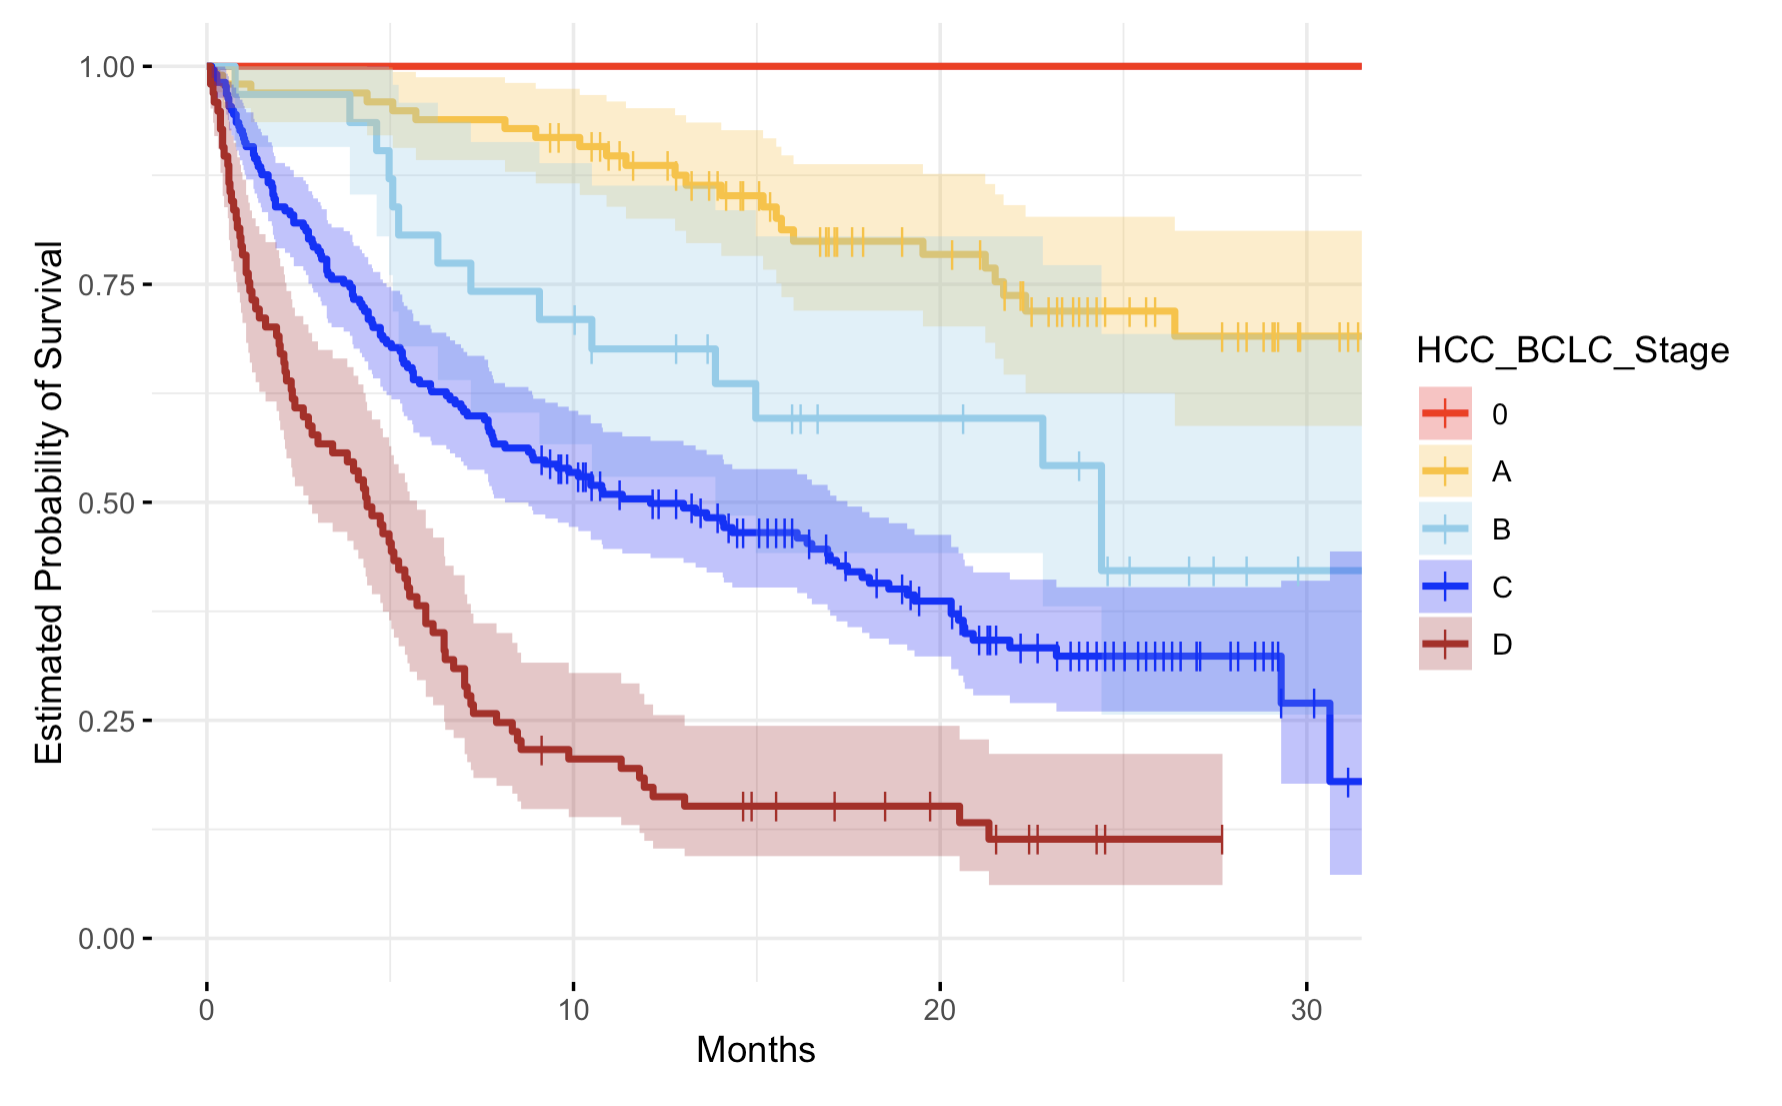 Estimated Probability of Survival
1.00
0.75
0.50
0.25
0.00
0 10 20 30
Months
HCC_BCLC_Stage
0
A
B
C
D